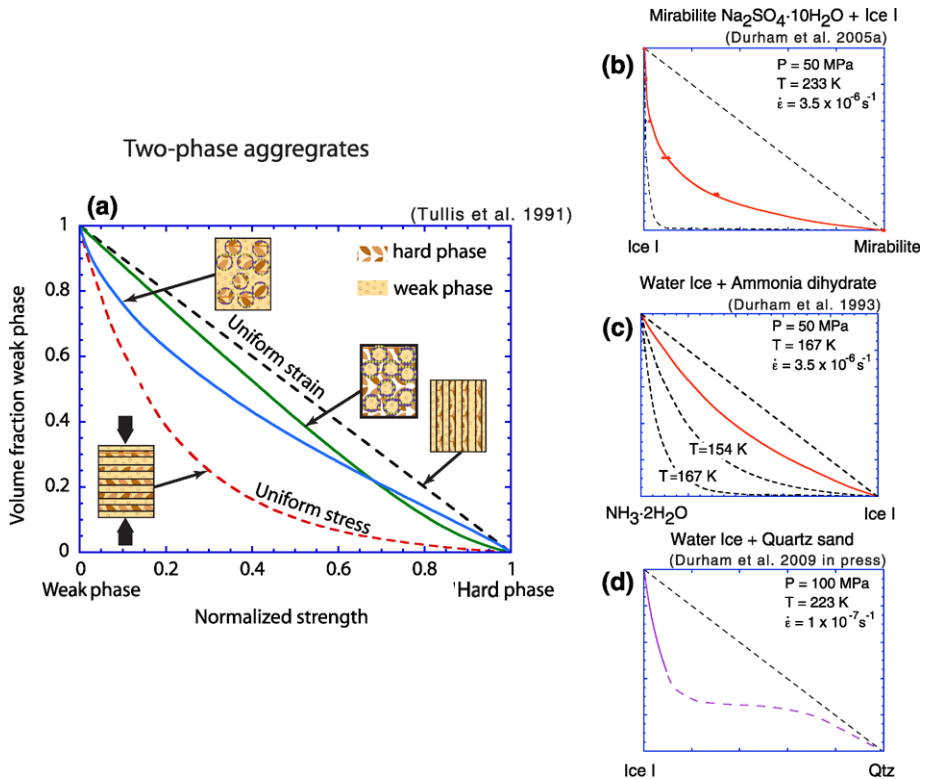 Two-phase aggregrates
(a)
(Tullis et al. 1991)
hard phase
weak phase
Uniform strain
Uniform stress
Volume fraction weak phase
1
0.8
0.6
0.4
0.2
0
0 0.2 0.4 0.6 0.8 1
Weak phase 'Hard phase
Normalized strength
Mirabilite Na₂SO₄·10H₂O + Ice I
(Durham et al. 2005a)
(b)
P = 50 MPa
T = 233 K
ε̇ = 3.5 x 10⁻⁶s⁻¹
Ice I Mirabilite
Water Ice + Ammonia dihydrate
(Durham et al. 1993)
(c)
P = 50 MPa
T = 167 K
ε̇ = 3.5 x 10⁻⁶s⁻¹
T=154 K
T=167 K
NH₃·2H₂O Ice I
Water Ice + Quartz sand
(Durham et al. 2009 in press)
(d)
P = 100 MPa
T = 223 K
ε̇ = 1 x 10⁻⁷s⁻¹
Ice I Qtz